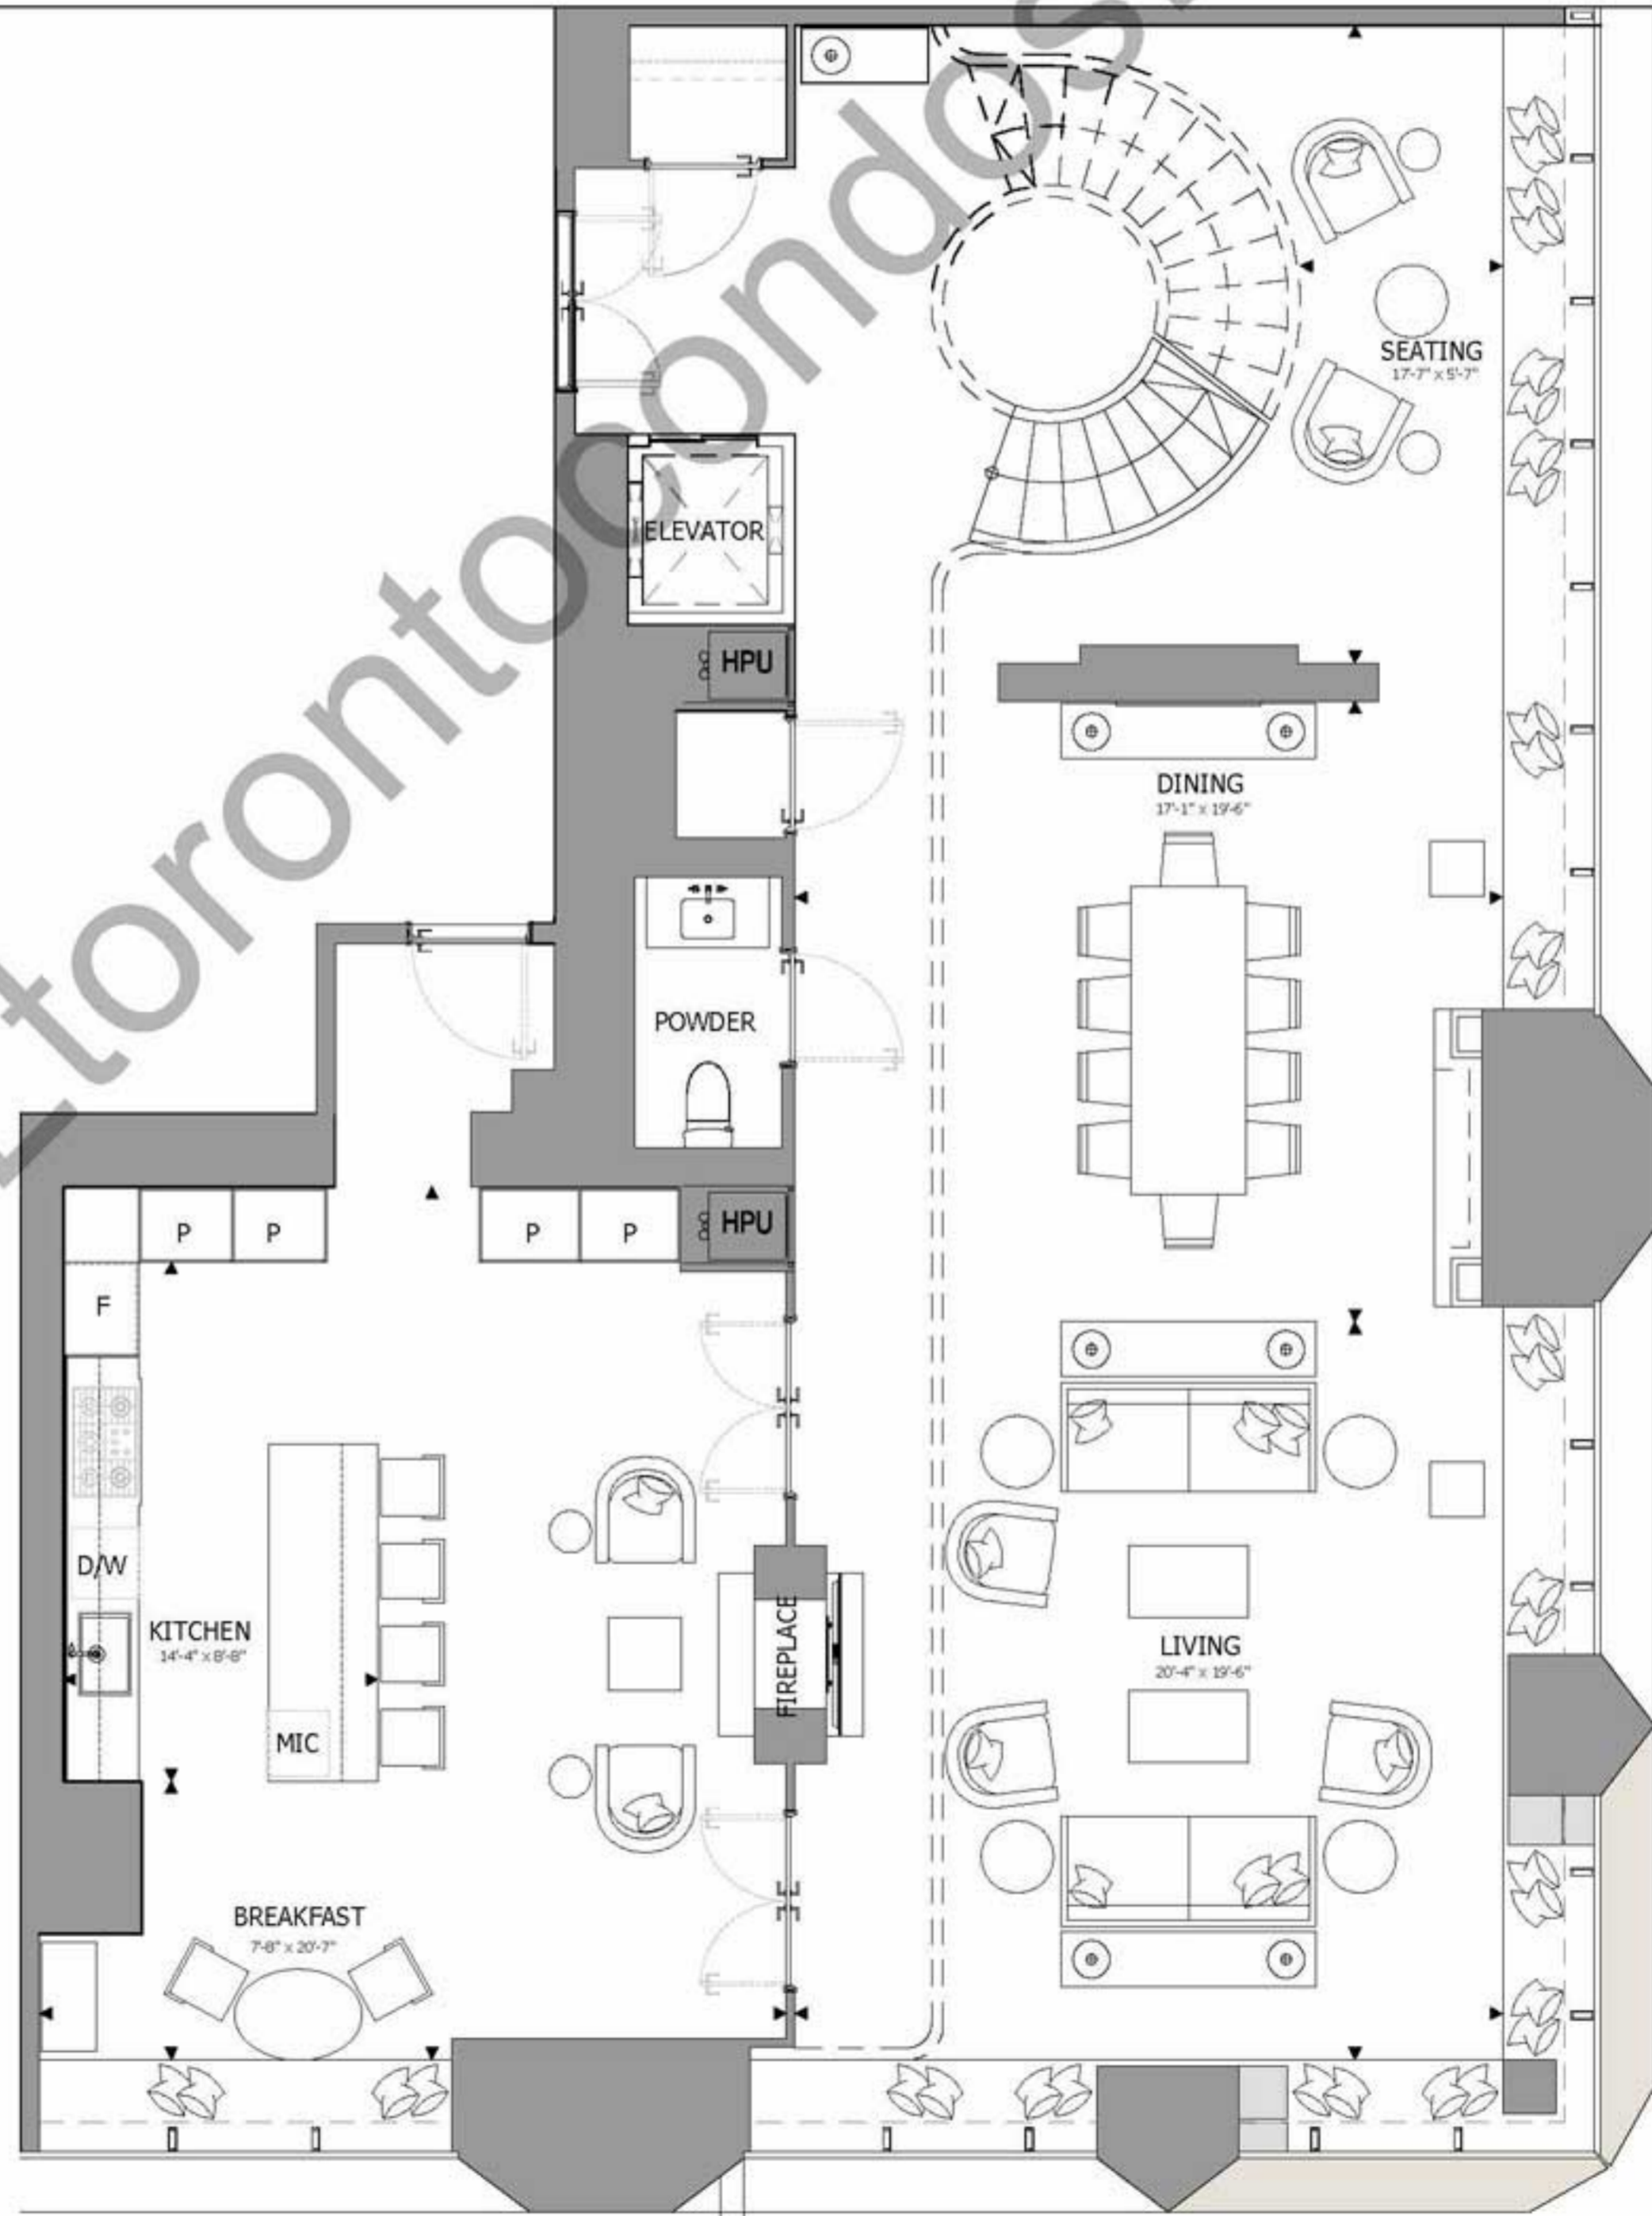 torontocondos.
SEATING
17'-7" x 5'-7"
ELEVATOR
HPU
DINING
17'-1" x 19'-6"
POWDER
P
P
P
P
HPU
F
D/W
KITCHEN
14'-4" x 8'-8"
MIC
FIREPLACE
LIVING
20'-4" x 19'-6"
BREAKFAST
7'-8" x 20'-7"